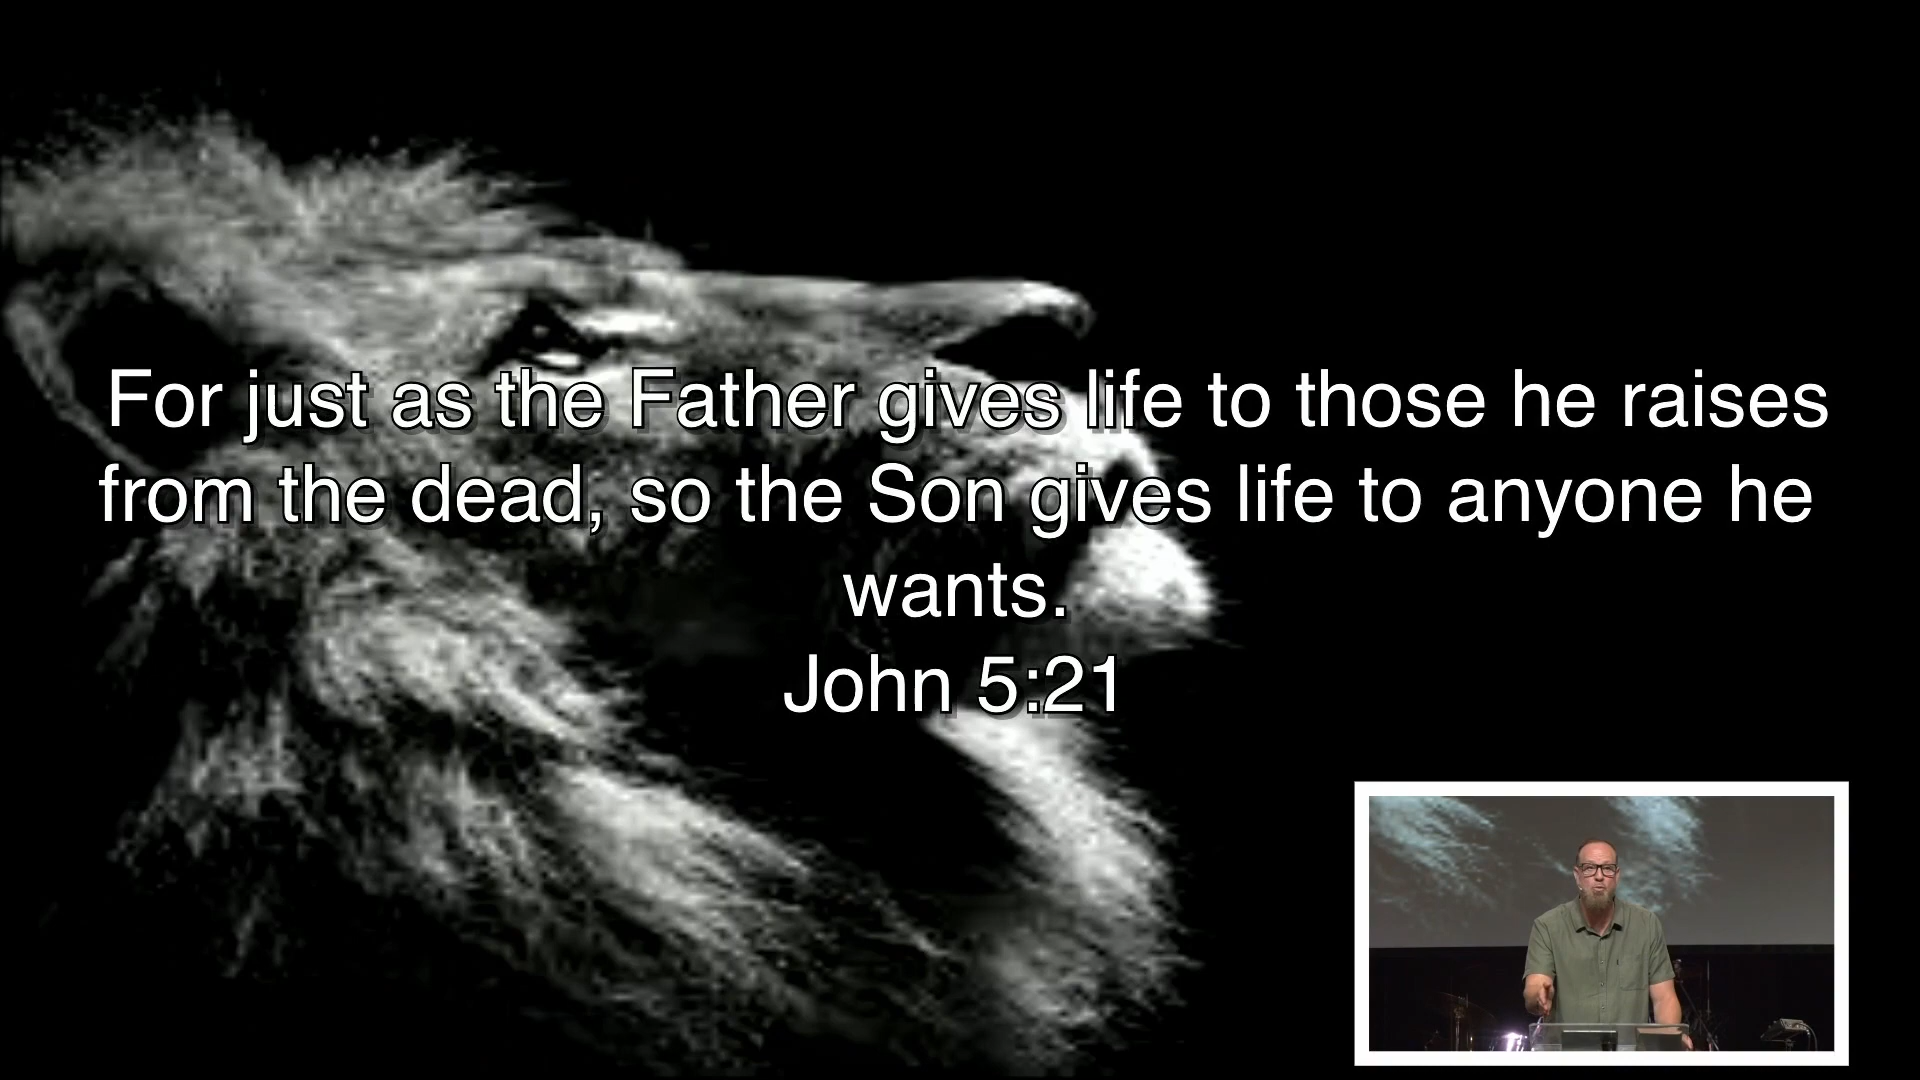 For just as the Father gives life to those he raises
from the dead, so the Son gives life to anyone he
wants.
John 5:21